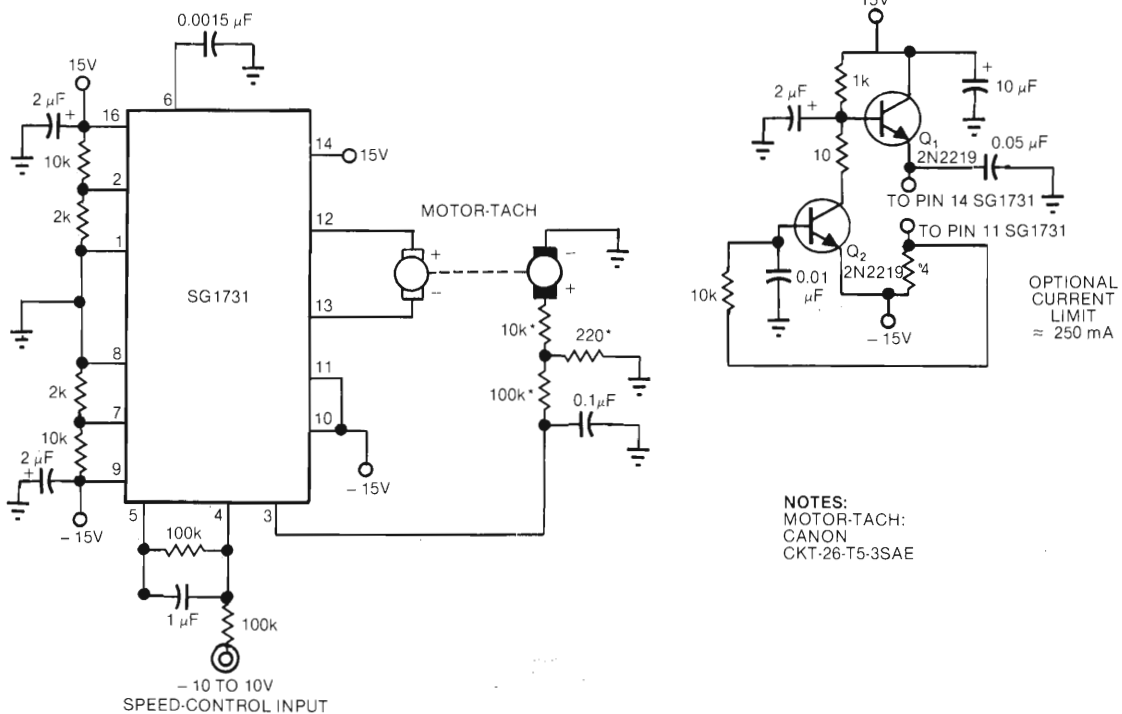 0.0015 µF
15V
6
2 µF
+
16
14
15V
10k
2
12
MOTOR-TACH
2k
1
+
-
SG1731
-
+
13
10k*
220*
8
100k*
2k
11
0.1µF
7
10
10k
2 µF
+
9
- 15V
- 15V
5
4
3
100k
1 µF
100k
- 10 TO 10V
SPEED-CONTROL INPUT
15V
1k
+
10 µF
2 µF
+
Q1
2N2219
0.05 µF
10
TO PIN 14 SG1731
TO PIN 11 SG1731
Q2
2N2219
*4
10k
0.01
µF
- 15V
OPTIONAL
CURRENT
LIMIT
≈ 250 mA
NOTES:
MOTOR-TACH:
CANON
CKT-26-T5-3SAE